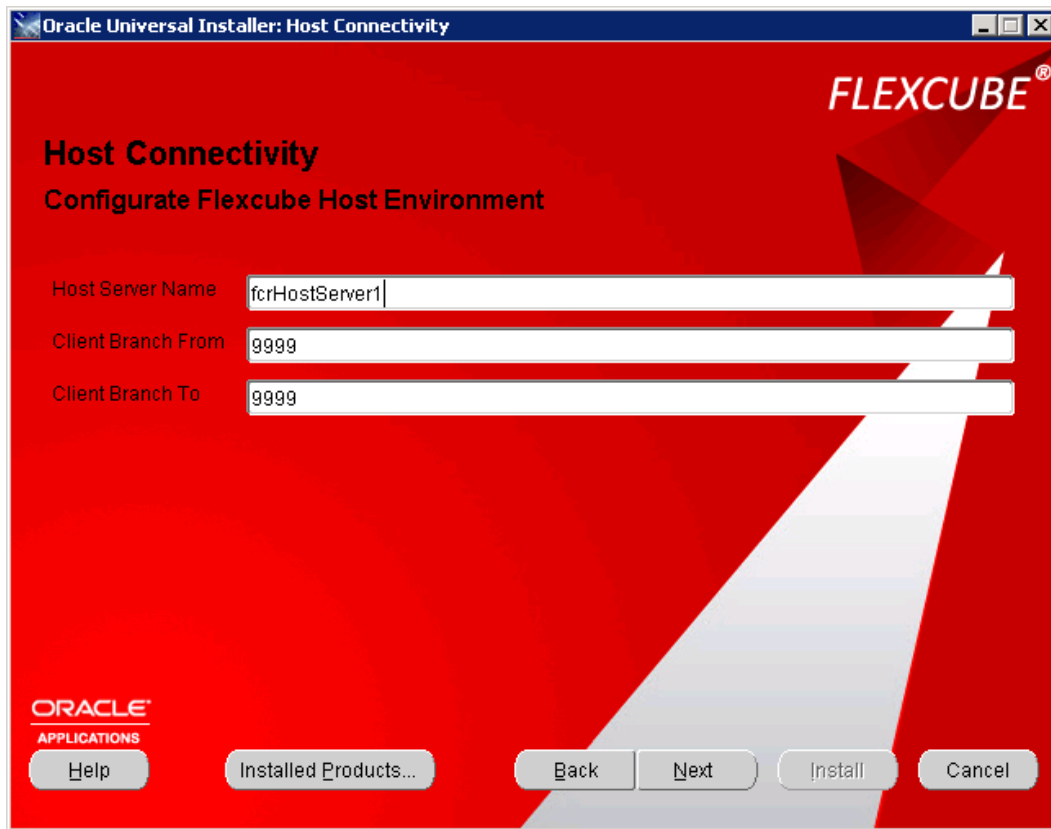 Oracle Universal Installer: Host Connectivity
FLEXCUBE®
Host Connectivity
Configurate Flexcube Host Environment
Host Server Name fcrHostServer1
Client Branch From 9999
Client Branch To 9999
ORACLE®
APPLICATIONS
Help Installed Products... Back Next Install Cancel